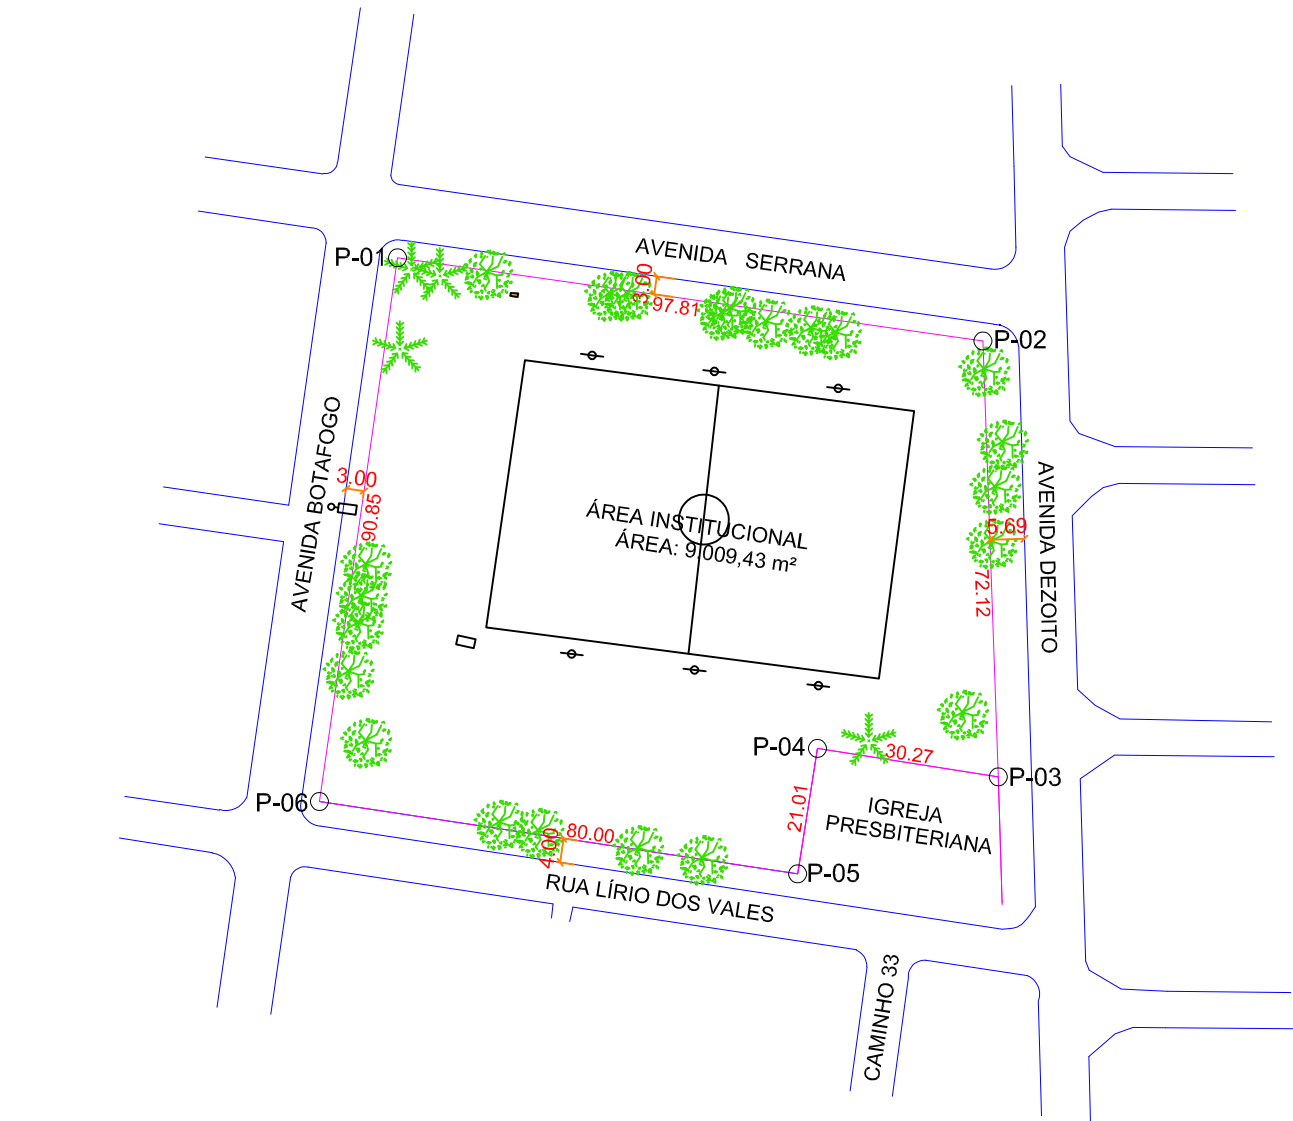 AVENIDA SERRANA
P-01
3.00
97.81
P-02
AVENIDA BOTAFOGO
3.00
90.85
ÁREA INSTITUCIONAL
ÁREA: 9.009,43 m²
AVENIDA DEZOITO
5.69
72.12
P-04
30.27
P-03
P-06
21.01
IGREJA
PRESBITERIANA
80.00
4.00
P-05
RUA LÍRIO DOS VALES
CAMINHO 33